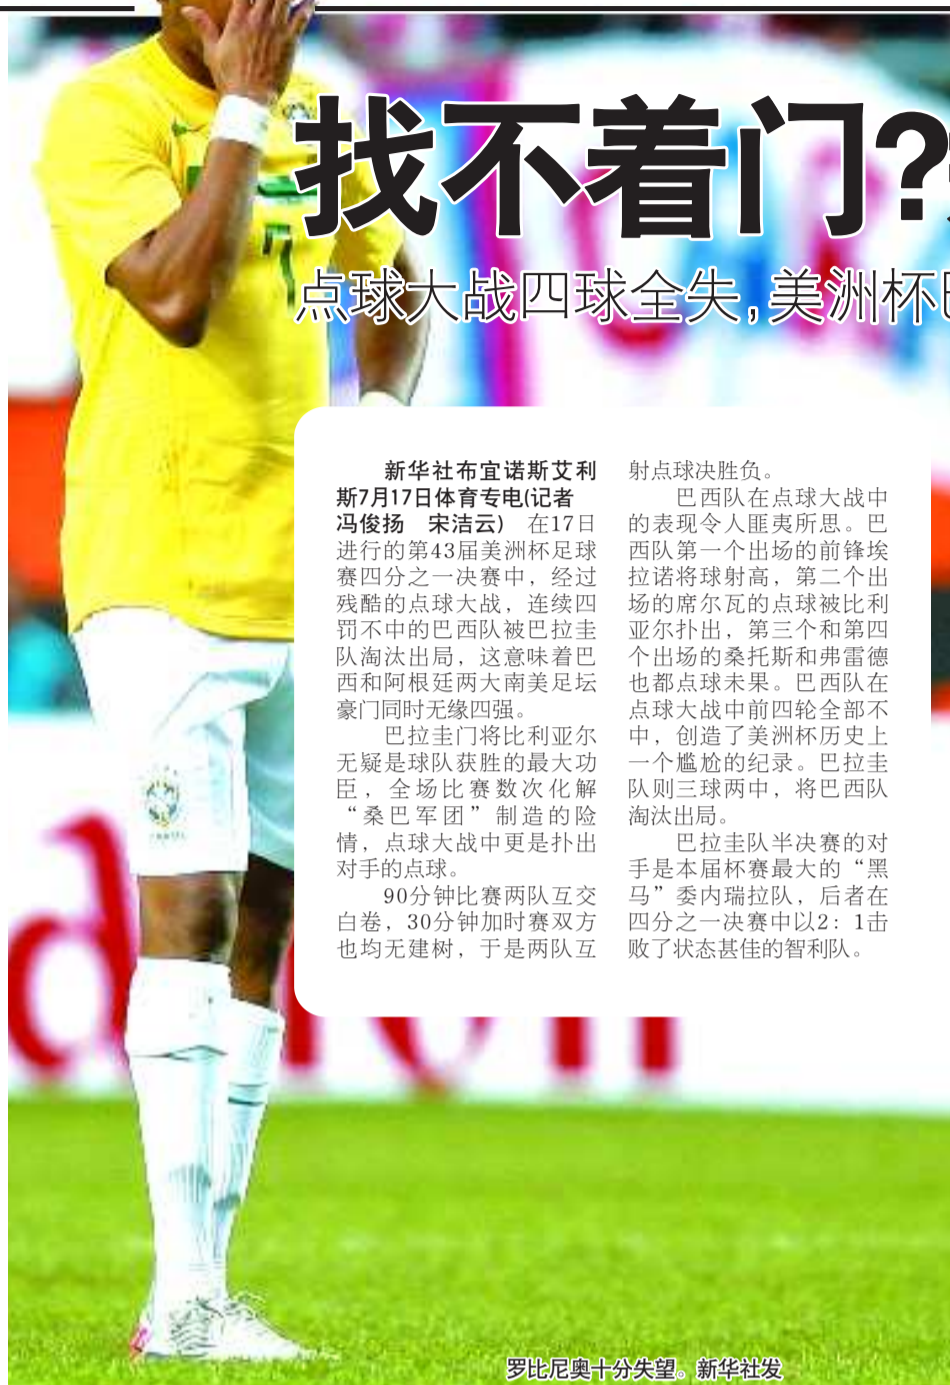 找不着门?
点球大战四球全失,美洲杯
新华社布宜诺斯艾利
斯7月17日体育专电(记者
冯俊扬 宋洁云) 在17日
进行的第43届美洲杯足球
赛四分之一决赛中，经过
残酷的点球大战，连续四
罚不中的巴西队被巴拉圭
队淘汰出局，这意味着巴
西和阿根廷两大南美足坛
豪门同时无缘四强。
巴拉圭门将比利亚尔
无疑是球队获胜的最大功
臣，全场比赛数次化解
“桑巴军团”制造的险
情，点球大战中更是扑出
对手的点球。
90分钟比赛两队互交
白卷，30分钟加时赛双方
也均无建树，于是两队互
射点球决胜负。
巴西队在点球大战中
的表现令人匪夷所思。巴
西队第一个出场的前锋埃
拉诺将球射高，第二个出
场的席尔瓦的点球被比利
亚尔扑出，第三个和第四
个出场的桑托斯和弗雷德
也都点球未果。巴西队在
点球大战中前四轮全部不
中，创造了美洲杯历史上
一个尴尬的纪录。巴拉圭
队则三球两中，将巴西队
淘汰出局。
巴拉圭队半决赛的对
手是本届杯赛最大的“黑
马”委内瑞拉队，后者在
四分之一决赛中以2：1击
败了状态甚佳的智利队。
罗比尼奥十分失望。新华社发